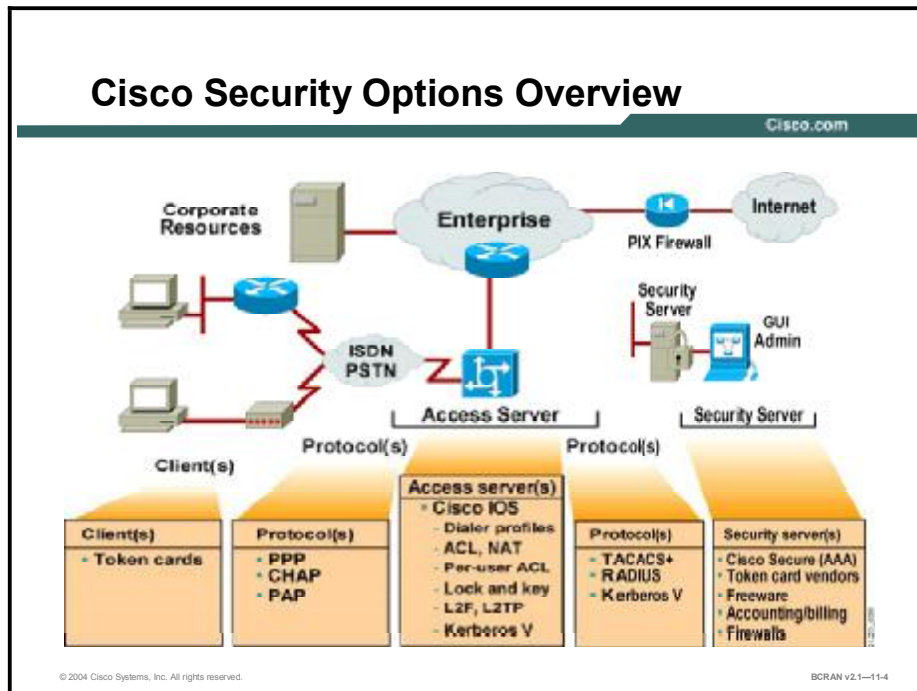 Cisco Security Options Overview
Cisco.com
Corporate
Resources
Enterprise
Internet
PIX Firewall
Security
Server
GUI
Admin
ISDN
PSTN
Access Server
Security Server
Client(s)
Protocol(s)
Protocol(s)
Client(s)
• Token cards
Protocol(s)
• PPP
• CHAP
• PAP
Access server(s)
• Cisco IOS
- Dialer profiles
- ACL, NAT
- Per-user ACL
- Lock and key
- L2F, L2TP
- Kerberos V
Protocol(s)
• TACACS+
• RADIUS
• Kerberos V
Security server(s)
• Cisco Secure (AAA)
• Token card vendors
• Freeware
• Accounting/billing
• Firewalls
© 2004 Cisco Systems, Inc. All rights reserved.
BCRAN v2.1—11-4